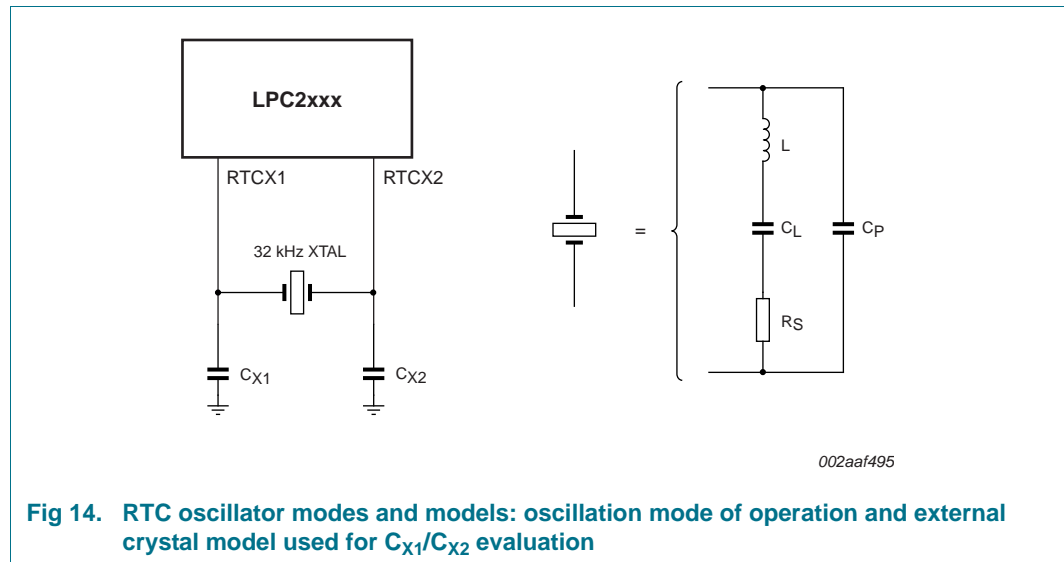 LPC2xxx
RTCX1 RTCX2
32 kHz XTAL
CX1 CX2
=
L
CL CP
RS
002aaf495
Fig 14. RTC oscillator modes and models: oscillation mode of operation and external
crystal model used for CX1/CX2 evaluation